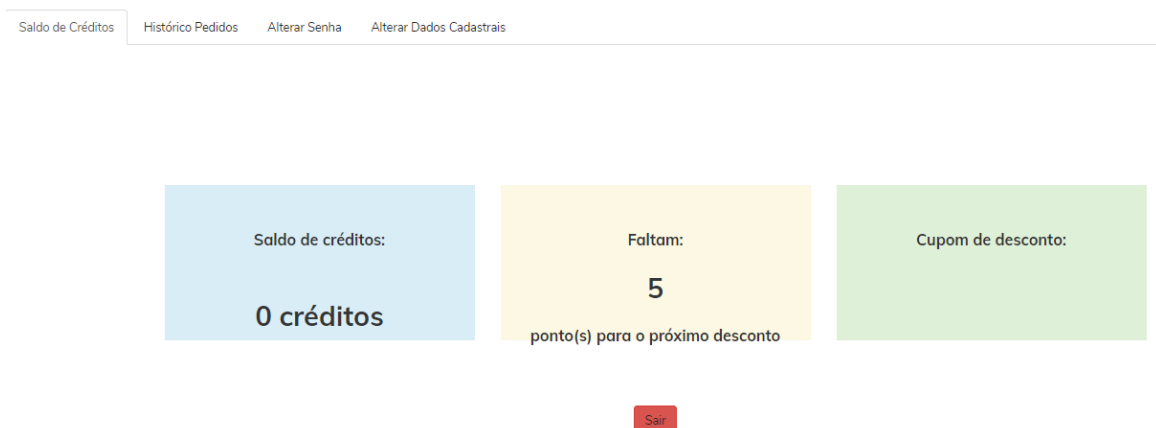 Saldo de Créditos Histórico Pedidos Alterar Senha Alterar Dados Cadastrais
Saldo de créditos:
0 créditos
Faltam:
5
ponto(s) para o próximo desconto
Cupom de desconto:
Sair